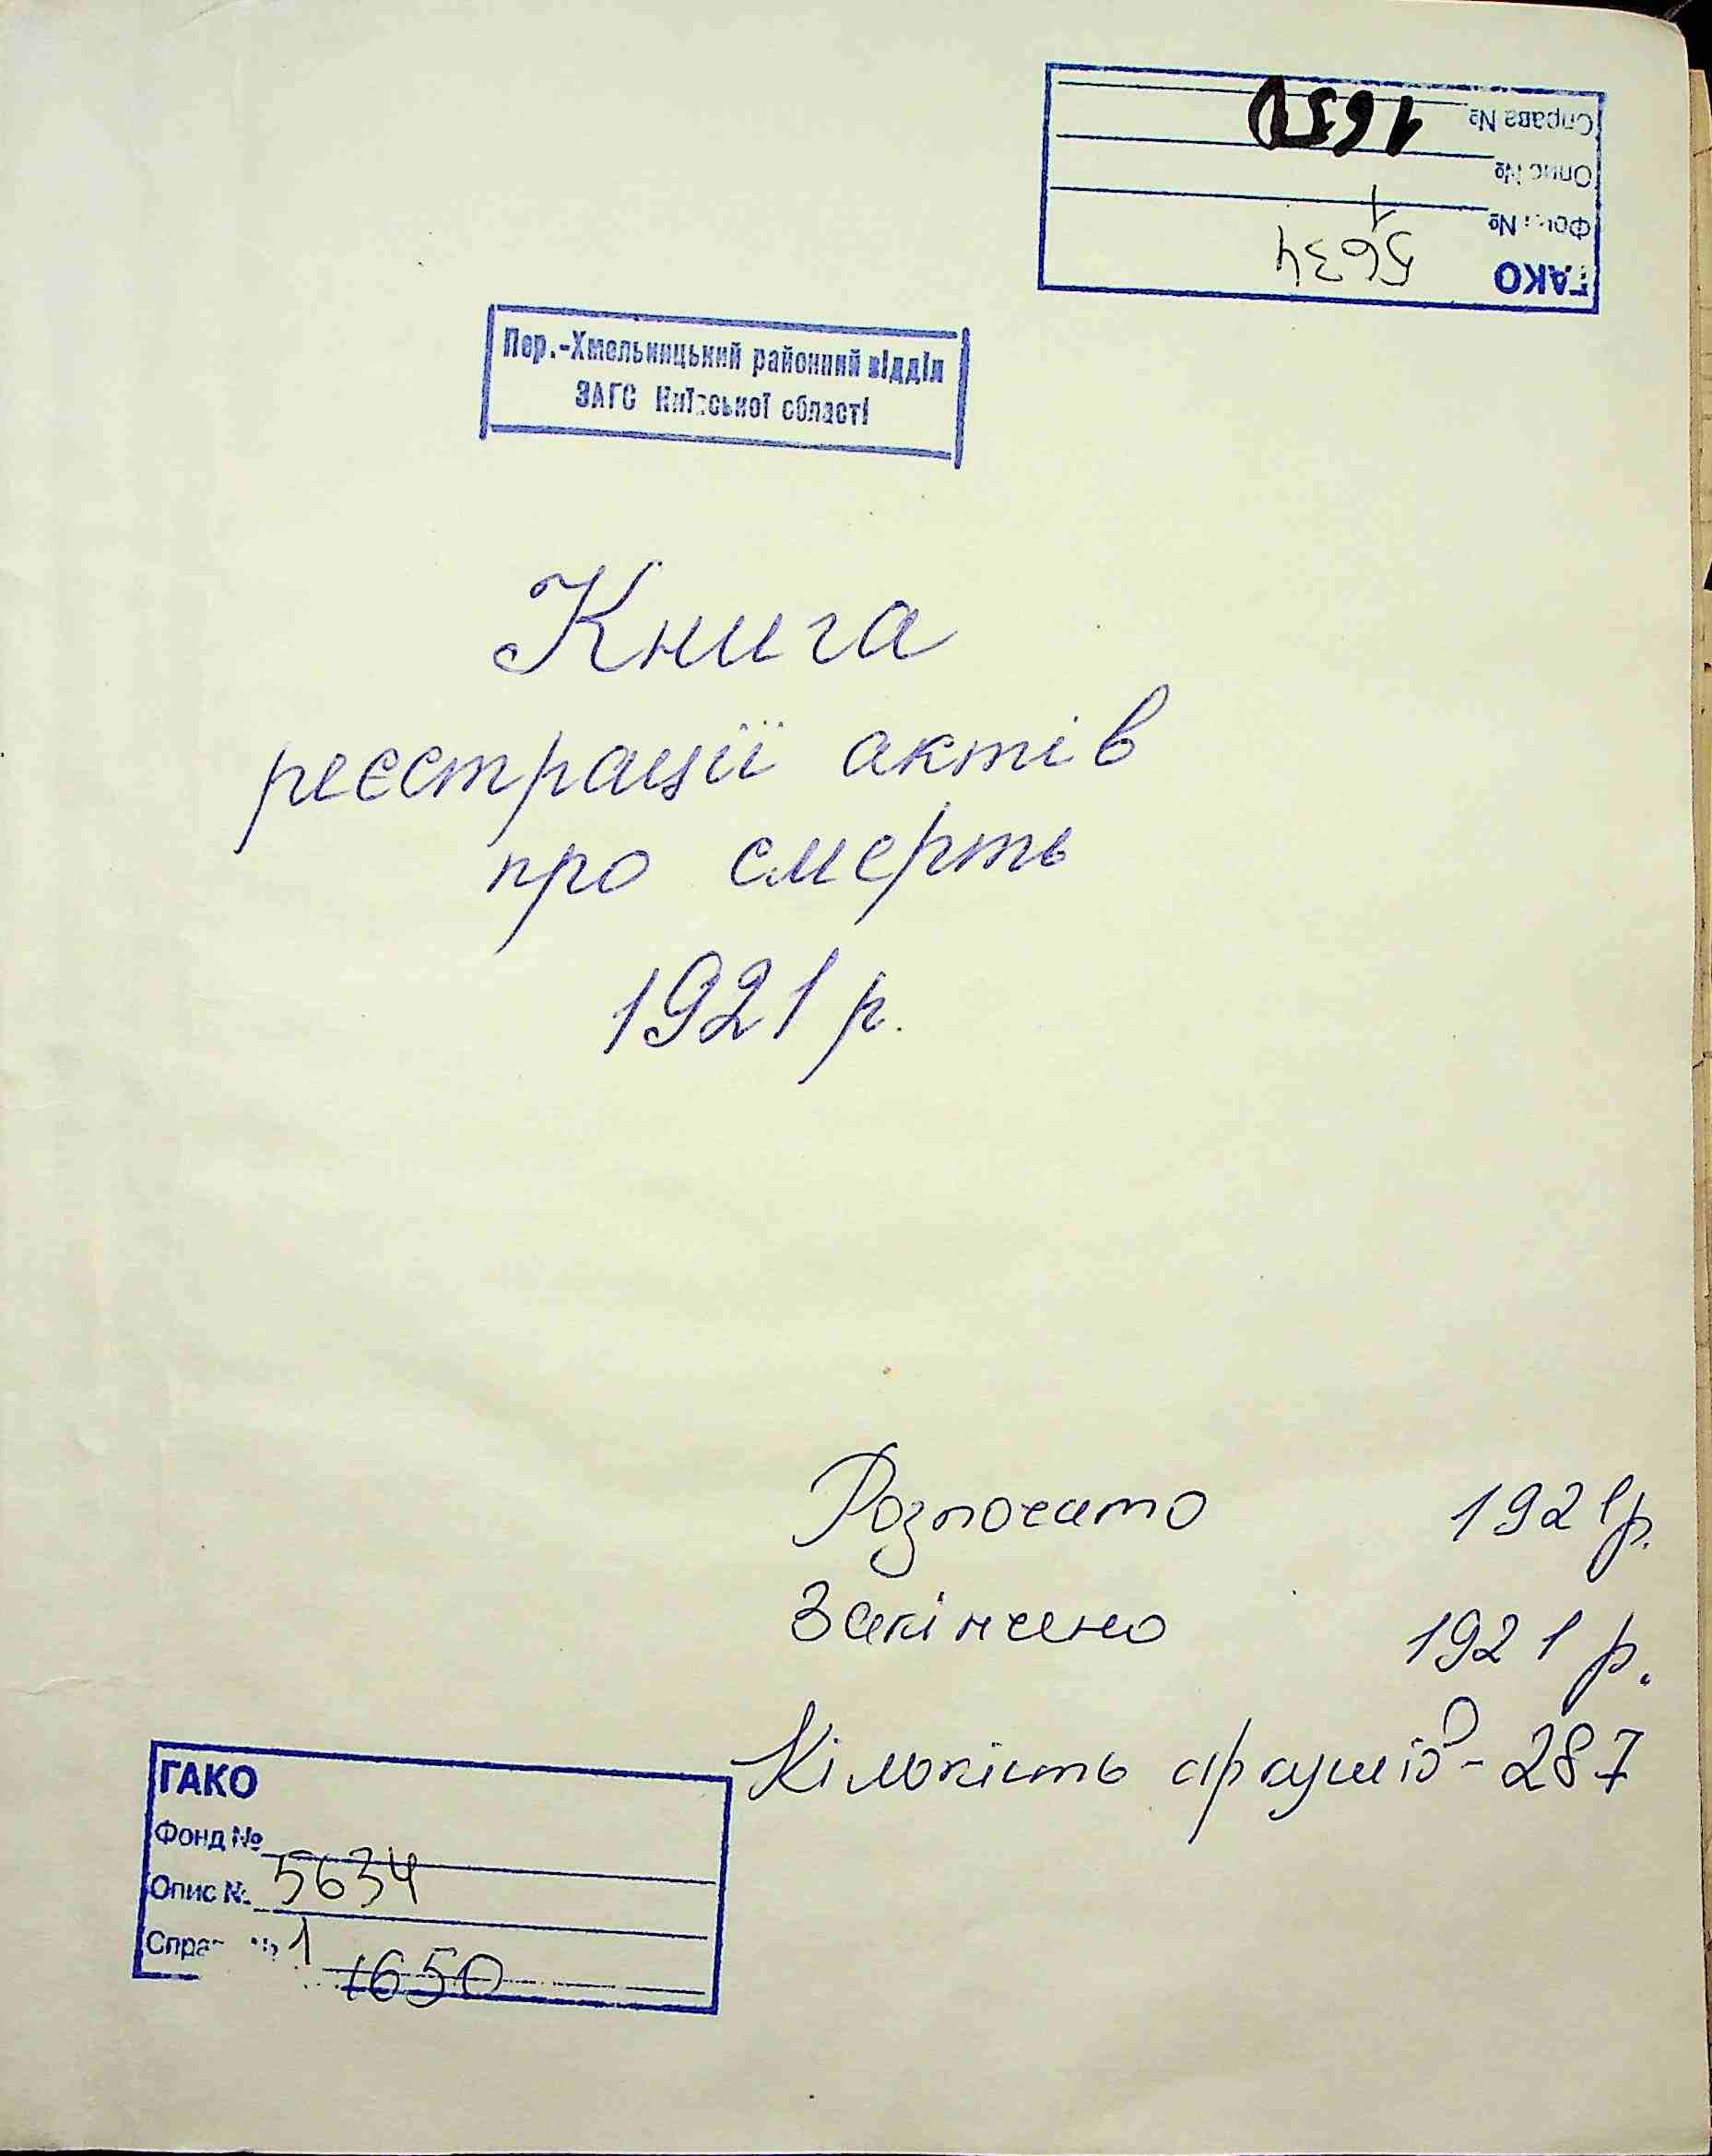 ГАКО
Фонд № 5634
Опис № 1
Справа № 1650
Пер.-Хмельницький районний відділ
ЗАГС Київської області
Книга
реєстрації актів
про смерть
1921 р.
Розпочато 1921р.
Закінчено 1921 р.
Кількість аркушів - 287
ГАКО
Фонд № 5634
Опис № 1
Справа № 1650